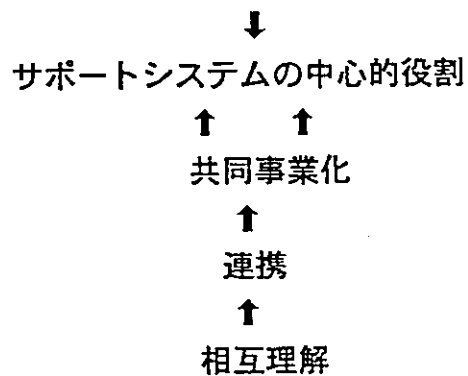 サポートシステムの中心的役割
共同事業化
連携
相互理解